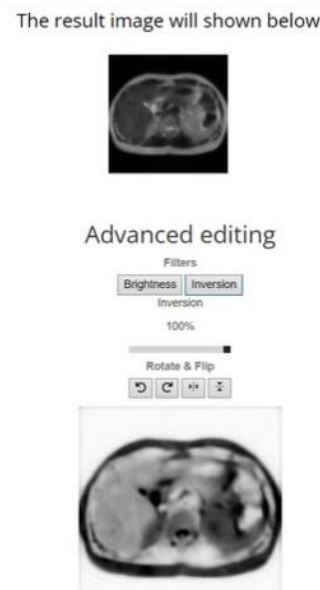 The result image will shown below
Advanced editing
Filters
Brightness Inversion
Inversion
100%
Rotate & Flip